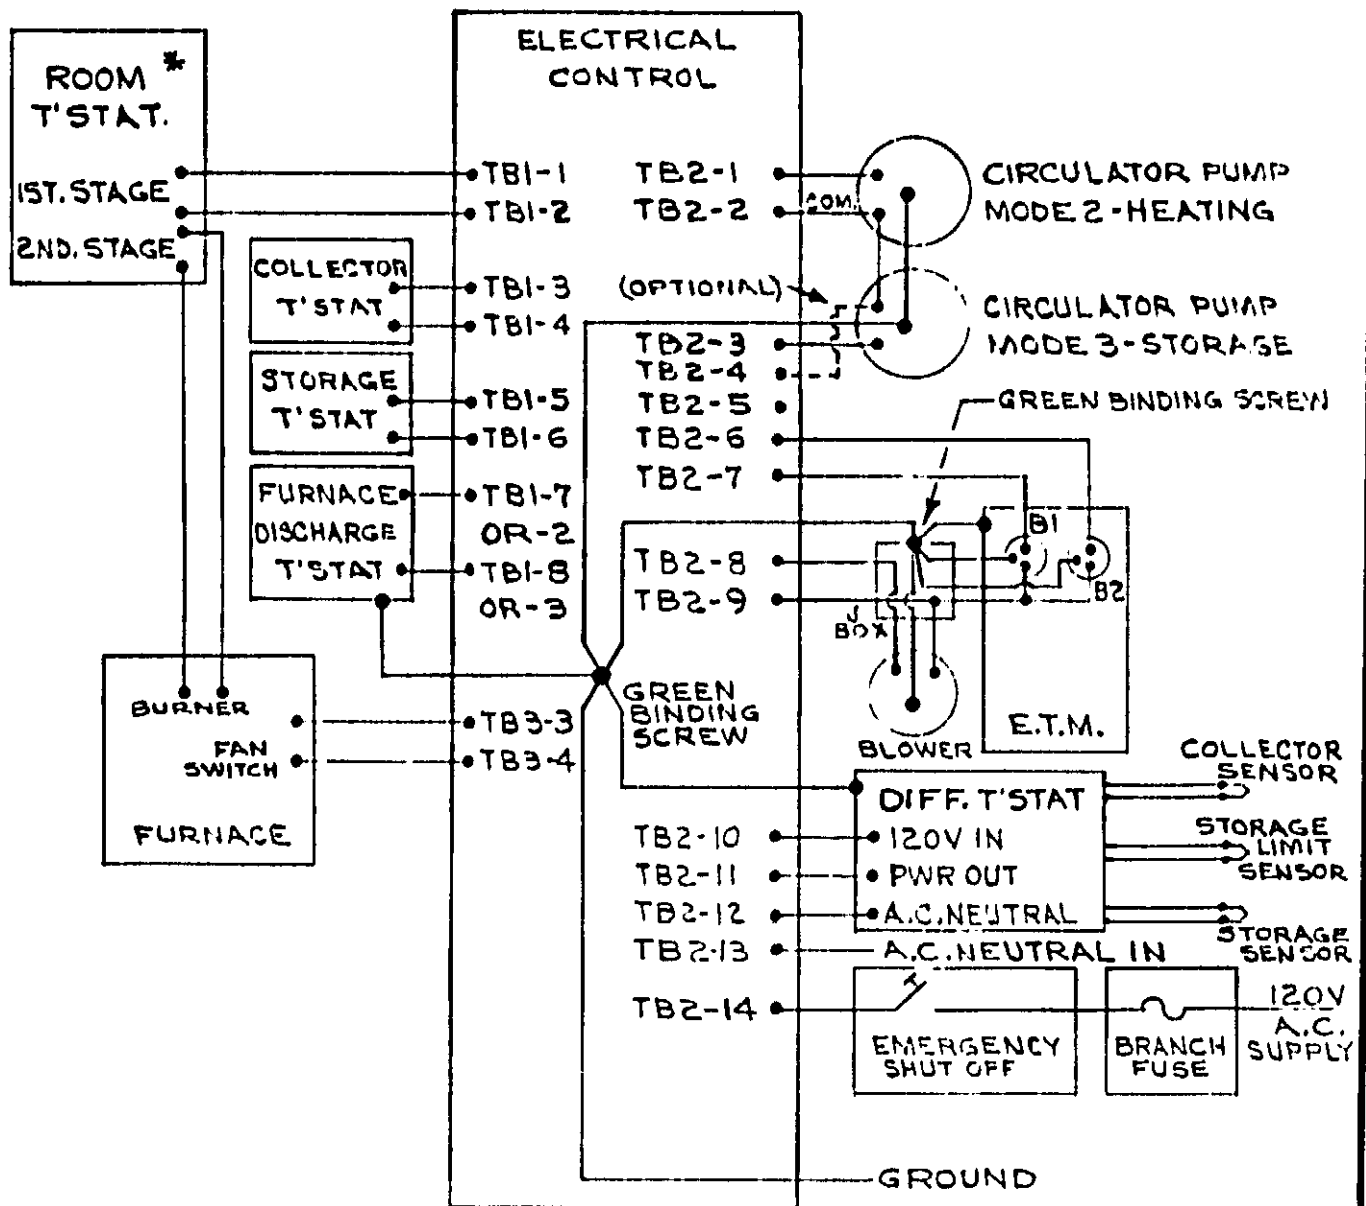 ELECTRICAL
CONTROL
ROOM *
T'STAT.
1ST. STAGE
2ND. STAGE
COLLECTOR
T'STAT
STORAGE
T'STAT
FURNACE
DISCHARGE
T'STAT
BURNER
FAN
SWITCH
FURNACE
TB1-1
TB1-2
TB1-3
TB1-4
TB1-5
TB1-6
TB1-7
OR-2
TB1-8
OR-3
TB3-3
TB3-4
TB2-1
TB2-2
COM.
(OPTIONAL)
TB2-3
TB2-4
TB2-5
TB2-6
TB2-7
TB2-8
TB2-9
GREEN
BINDING
SCREW
TB2-10
TB2-11
TB2-12
TB2-13
TB2-14
CIRCULATOR PUMP
MODE 2-HEATING
CIRCULATOR PUMP
MODE 3-STORAGE
GREEN BINDING SCREW
B1
B2
J
BOX
BLOWER
E.T.M.
DIFF. T'STAT
120V IN
PWR OUT
A.C. NEUTRAL
A.C. NEUTRAL IN
COLLECTOR
SENSOR
STORAGE
LIMIT
SENSOR
STORAGE
SENSOR
EMERGENCY
SHUT OFF
BRANCH
FUSE
120V
A.C.
SUPPLY
GROUND